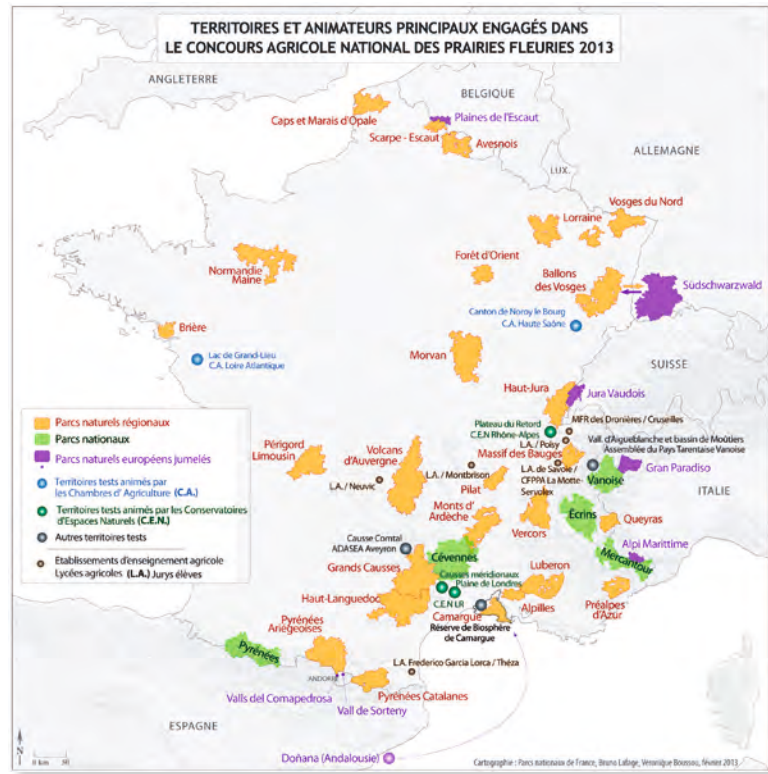 TERRITOIRES ET ANIMATEURS PRINCIPAUX ENGAGÉS DANS
LE CONCOURS AGRICOLE NATIONAL DES PRAIRIES FLEURIES 2013
ANGLETERRE
BELGIQUE
Caps et Marais d'Opale
Plaines de l'Escaut
Scarpe - Escaut
Avesnois
ALLEMAGNE
LUX.
Vosges du Nord
Lorraine
Normandie
Maine
Forêt d'Orient
Ballons
des Vosges
Südschwarzwald
Canton de Noroy le Bourg
C.A. Haute Saône
Brière
Lac de Grand-Lieu
C.A. Loire Atlantique
Morvan
SUISSE
Haut-Jura
Jura Vaudois
Parcs naturels régionaux
Parcs nationaux
Parcs naturels européens jumelés
Territoires tests animés par
les Chambres d' Agriculture (C.A.)
Territoires tests animés par les Conservatoires
d'Espaces Naturels (C.E.N.)
Autres territoires tests
Etablissements d'enseignement agricole
Lycées agricoles (L.A.) Jurys élèves
Plateau du Retord
C.E.N Rhône-Alpes
MFR des Dronières / Cruseilles
L.A. / Poisy
Vall. d'Aigueblanche et bassin de Moûtiers
Assemblée du Pays Tarentaise Vanoise
Massif des Bauges
Périgord
Limousin
Volcans
d'Auvergne
L.A. / Neuvic
L.A. / Montbrison
L.A. de Savoie /
CFPPA La Motte-
Servolex
Vanoise
Gran Paradiso
ITALIE
Pilat
Monts d'
Ardèche
Vercors
Écrins
Queyras
Alpi Marittime
Mercantour
Causse Comtal
ADASEA Aveyron
Cévennes
Grands Causses
Causses méridionaux
Plaine de Londres
C.E.N LR
Luberon
Haut-Languedoc
Camargue
Réserve de Biosphère
de Camargue
Alpilles
Préalpes
d'Azur
Pyrénées
Ariégeoises
Pyrénées
L.A. Frederico Garcia Lorca / Théza
ANDORRE
Valls del Comapedrosa
Pyrénées Catalanes
Val de Sorteny
ESPAGNE
Doñana (Andalousie)
N
0 km 50
Cartographie : Parcs nationaux de France, Bruno Lafage, Véronique Boussou, février 2013